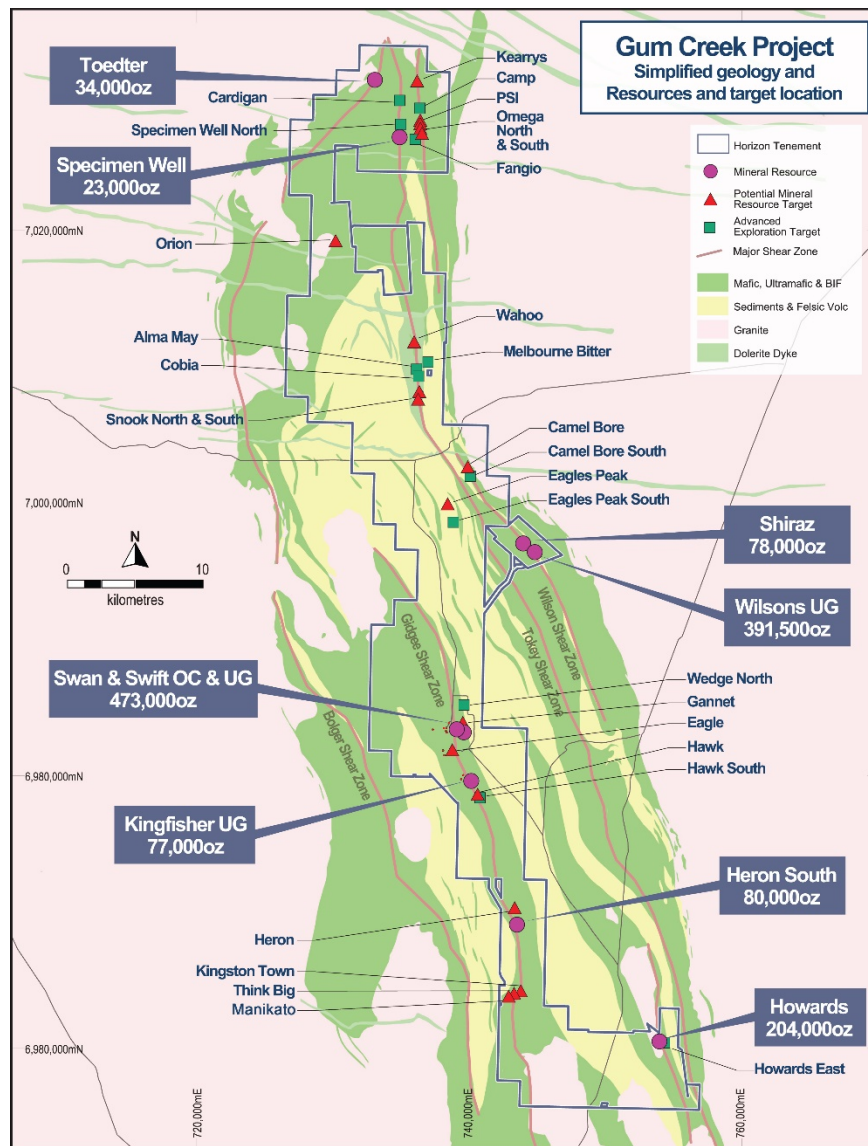 Gum Creek Project
Simplified geology and
Resources and target location
Horizon Tenement
Mineral Resource
Potential Mineral
Resource Target
Advanced
Exploration Target
Major Shear Zone
Mafic, Ultramafic & BIF
Sediments & Felsic Volc
Granite
Dolerite Dyke
Toedter
34,000oz
Cardigan
Specimen Well North
Specimen Well
23,000oz
Kearrys
Camp
PSI
Omega
North
& South
Fangio
7,020,000mN
Orion
Wahoo
Alma May
Melbourne Bitter
Cobia
Snook North & South
Camel Bore
Camel Bore South
7,000,000mN
Eagles Peak
Eagles Peak South
N
0
10
kilometres
Shiraz
78,000oz
Wilsons UG
391,500oz
Wilson Shear Zone
Tokay Shear Zone
Gidgee Shear Zone
Bolger Shear Zone
Swan & Swift OC & UG
473,000oz
Wedge North
Gannet
Eagle
Hawk
Hawk South
6,980,000mN
Kingfisher UG
77,000oz
Heron South
80,000oz
Heron
Kingston Town
Think Big
Manikato
Howards
204,000oz
6,980,000mN
Howards East
720,000mE
740,000mE
760,000mE